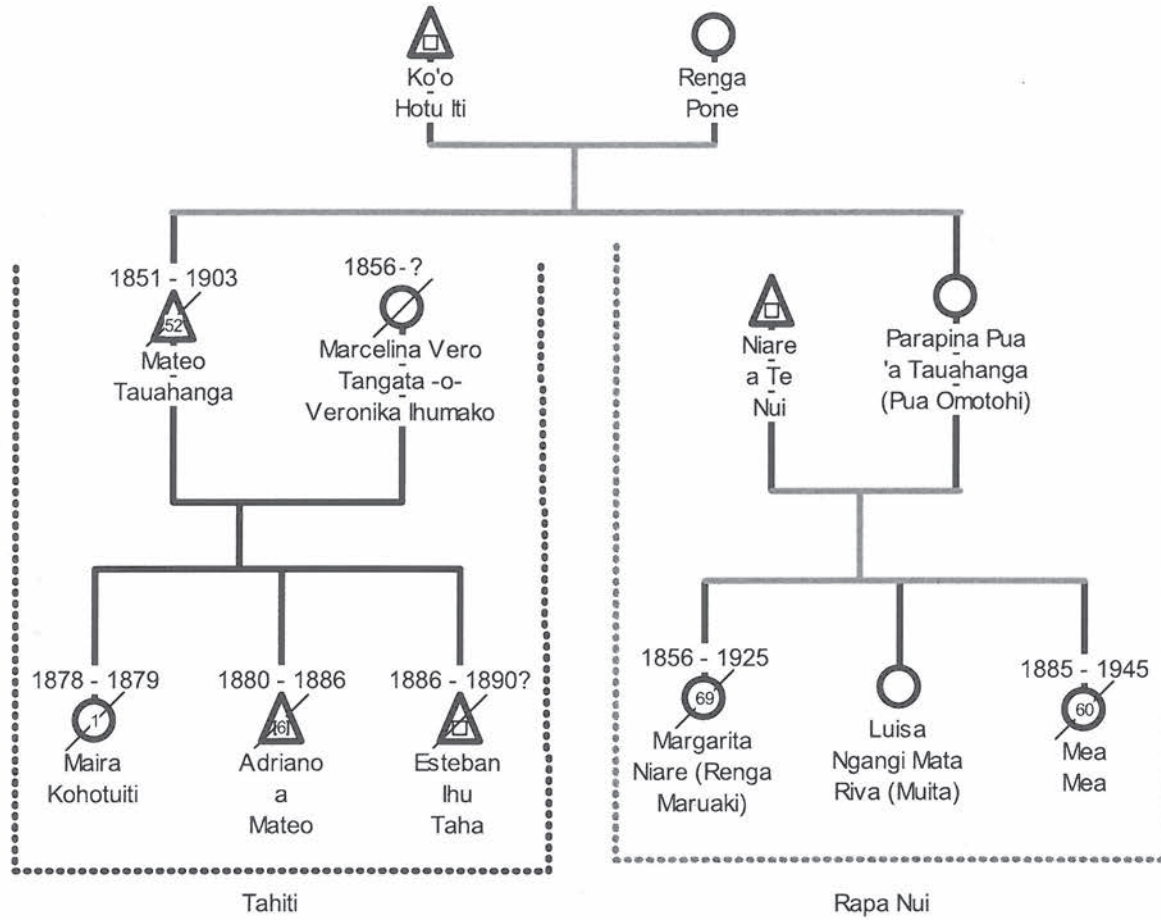 Ko'o
Hotu Iti
Renga
Pone
1851 - 1903
52
Mateo
Tauahanga
1856-?
Marcelina Vero
Tangata -o-
Veronika Ihumako
Niare
a Te
Nui
Parapina Pua
'a Tauahanga
(Pua Omotohi)
1878 - 1879
1
Maira
Kohotuiti
1880 - 1886
[6]
Adriano
a
Mateo
1886 - 1890?
Esteban
Ihu
Taha
1856 - 1925
69
Margarita
Niare (Renga
Maruaki)
Luisa
Ngangi Mata
Riva (Muita)
1885 - 1945
60
Mea
Mea
Tahiti
Rapa Nui